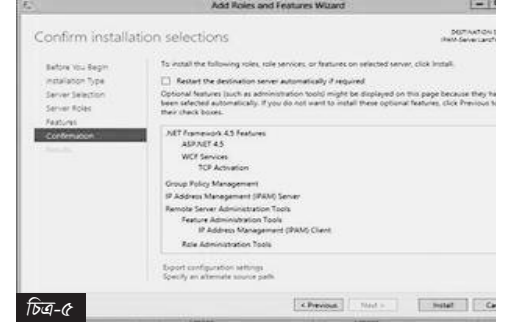 Add Roles and Features Wizard
Confirm installation selections
DESTINATION S
Before You Begin
Installation Type
Server Selection
Server Roles
Features
Confirmation
Results
To install the following roles, role services, or features on selected server, click Install.
Restart the destination server automatically if required
Optional features (such as administration tools) might be displayed on this page because they ha
been selected automatically. If you do not want to install these optional features, click Previous to
their check boxes.
.NET Framework 4.5 Features
ASP.NET 4.5
WCF Services
TCP Activation
Group Policy Management
IP Address Management (IPAM) Server
Remote Server Administration Tools
Feature Administration Tools
IP Address Management (IPAM) Client
Role Administration Tools
Export configuration settings
Specify an alternate source path
< Previous
Next >
Install
Ca
চিত্র-৫